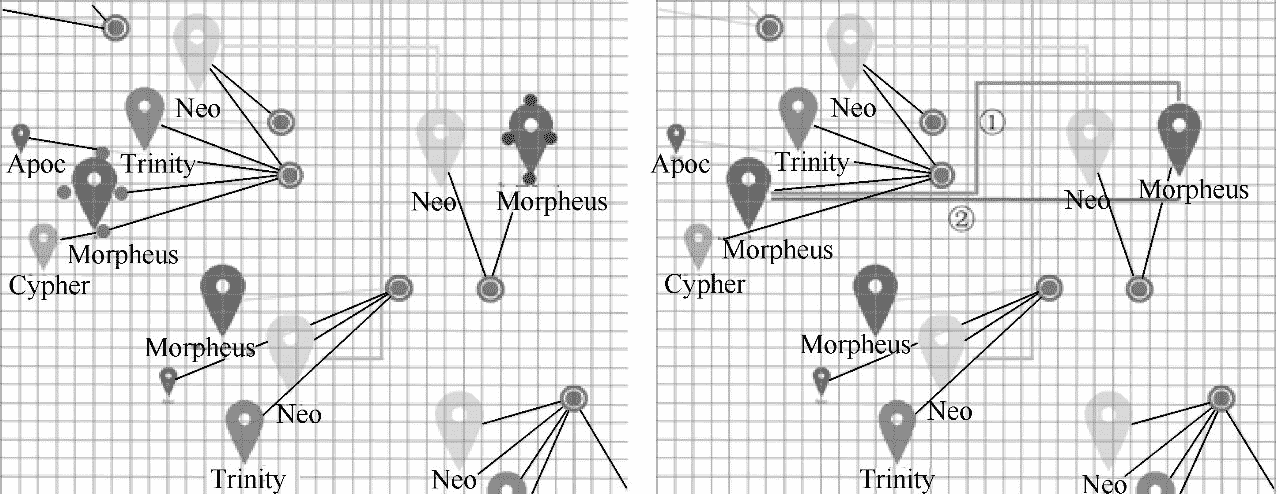 Neo
Apoc
Trinity
Neo
Morpheus
Morpheus
Cypher
Morpheus
Neo
Trinity
Neo
Neo
①
Apoc
Trinity
Morpheus
Neo
②
Morpheus
Cypher
Morpheus
Neo
Trinity
Neo